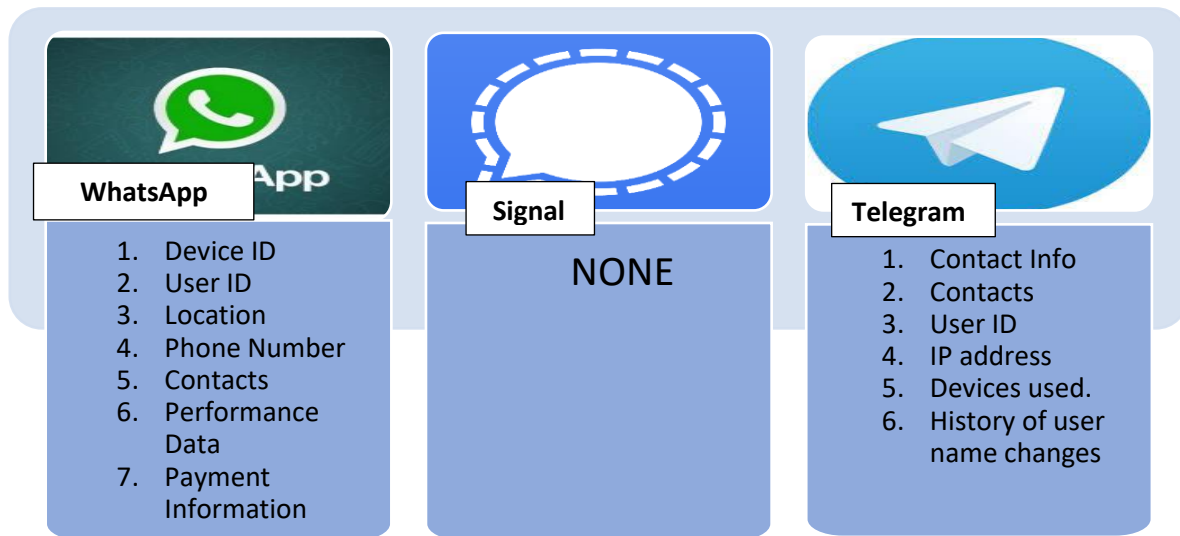 App
WhatsApp
1. Device ID
2. User ID
3. Location
4. Phone Number
5. Contacts
6. Performance
Data
7. Payment
Information
Signal
NONE
Telegram
1. Contact Info
2. Contacts
3. User ID
4. IP address
5. Devices used.
6. History of user
name changes